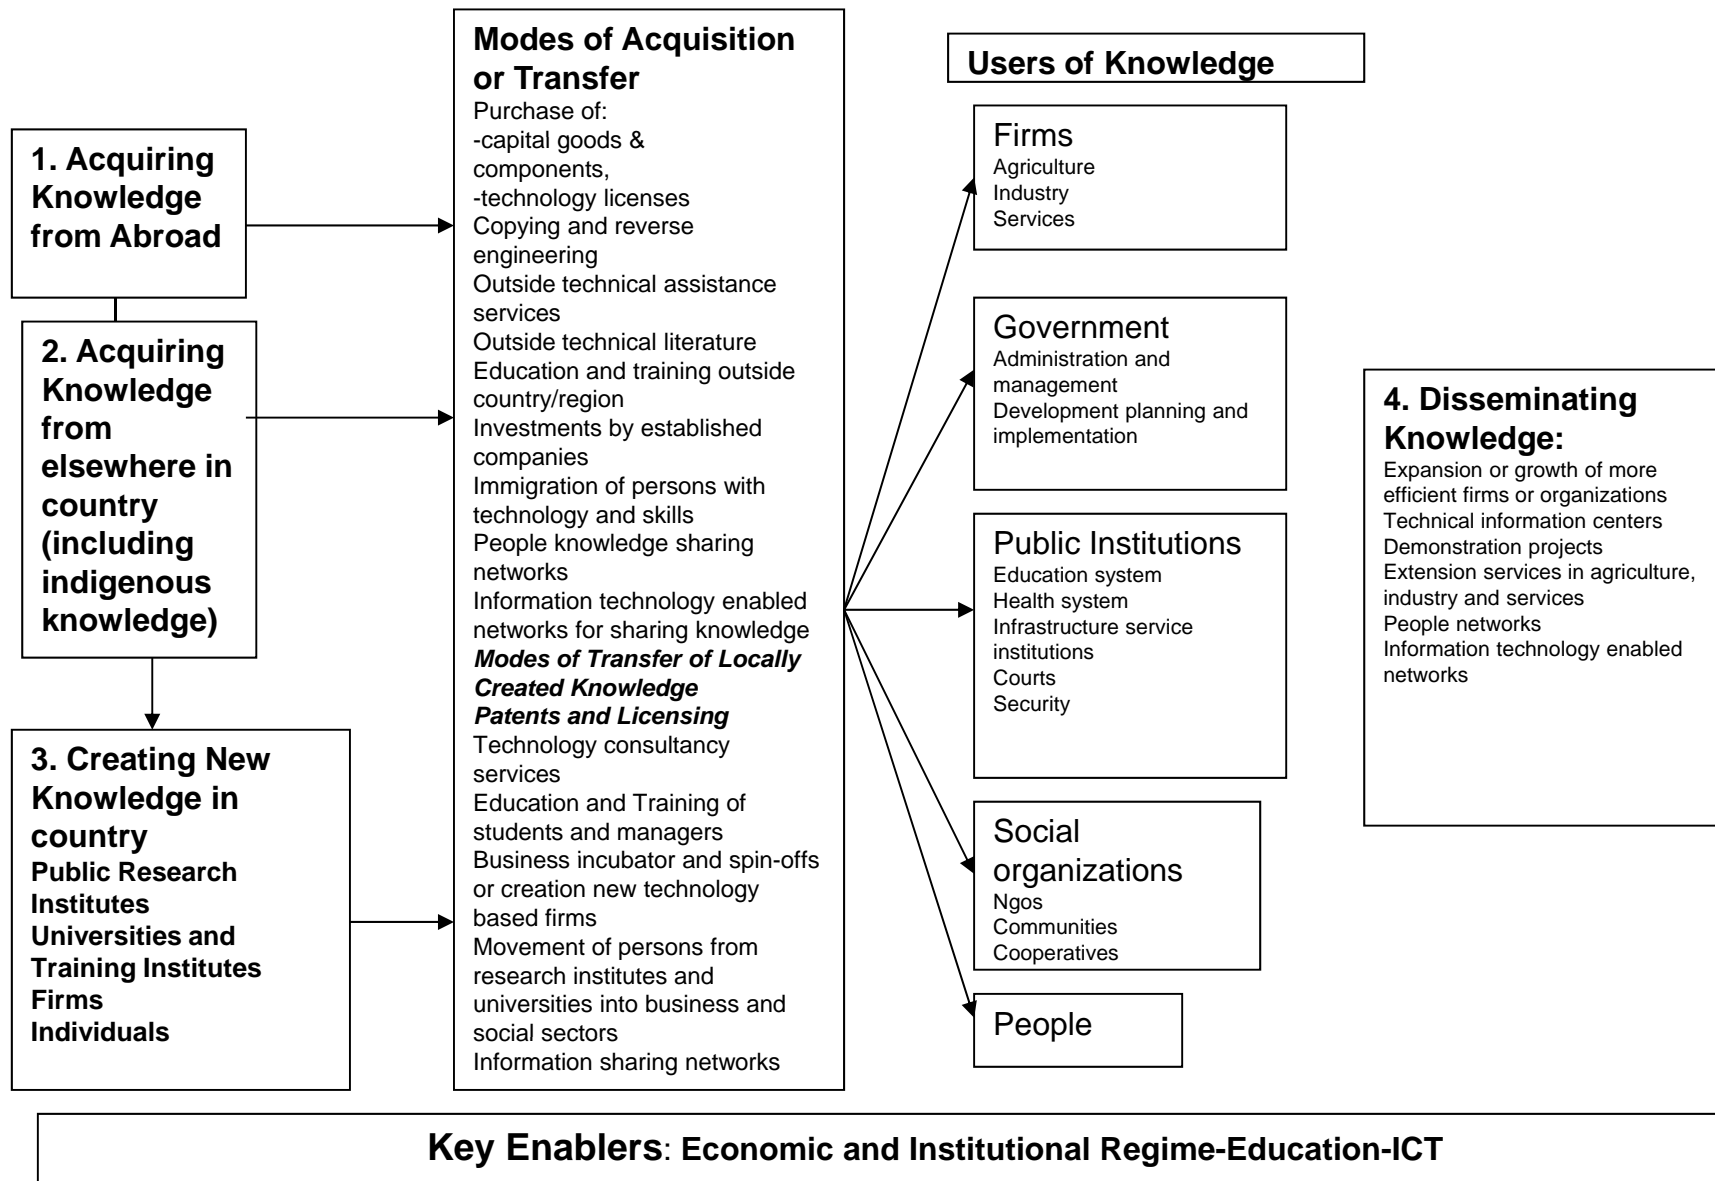 1. Acquiring
Knowledge
from Abroad
2. Acquiring
Knowledge
from
elsewhere in
country
(including
indigenous
knowledge)
3. Creating New
Knowledge in
country
Public Research
Institutes
Universities and
Training Institutes
Firms
Individuals
Modes of Acquisition
or Transfer
Purchase of:
-capital goods &
components,
-technology licenses
Copying and reverse
engineering
Outside technical assistance
services
Outside technical literature
Education and training outside
country/region
Investments by established
companies
Immigration of persons with
technology and skills
People knowledge sharing
networks
Information technology enabled
networks for sharing knowledge
Modes of Transfer of Locally
Created Knowledge
Patents and Licensing
Technology consultancy
services
Education and Training of
students and managers
Business incubator and spin-offs
or creation new technology
based firms
Movement of persons from
research institutes and
universities into business and
social sectors
Information sharing networks
Users of Knowledge
Firms
Agriculture
Industry
Services
Government
Administration and
management
Development planning and
implementation
Public Institutions
Education system
Health system
Infrastructure service
institutions
Courts
Security
Social
organizations
Ngos
Communities
Cooperatives
People
4. Disseminating
Knowledge:
Expansion or growth of more
efficient firms or organizations
Technical information centers
Demonstration projects
Extension services in agriculture,
industry and services
People networks
Information technology enabled
networks
Key Enablers: Economic and Institutional Regime-Education-ICT